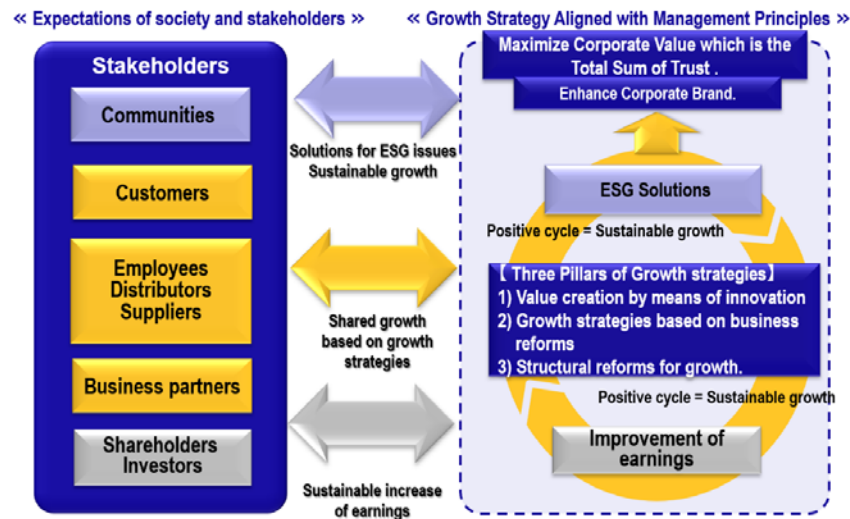 « Expectations of society and stakeholders »
« Growth Strategy Aligned with Management Principles »
Stakeholders
Communities
Customers
Employees
Distributors
Suppliers
Business partners
Shareholders
Investors
Solutions for ESG issues
Sustainable growth
Shared growth
based on growth
strategies
Sustainable increase
of earnings
Maximize Corporate Value which is the
Total Sum of Trust .
Enhance Corporate Brand.
ESG Solutions
Positive cycle = Sustainable growth
【 Three Pillars of Growth strategies】
1) Value creation by means of innovation
2) Growth strategies based on business
reforms
3) Structural reforms for growth.
Positive cycle = Sustainable growth
Improvement of
earnings